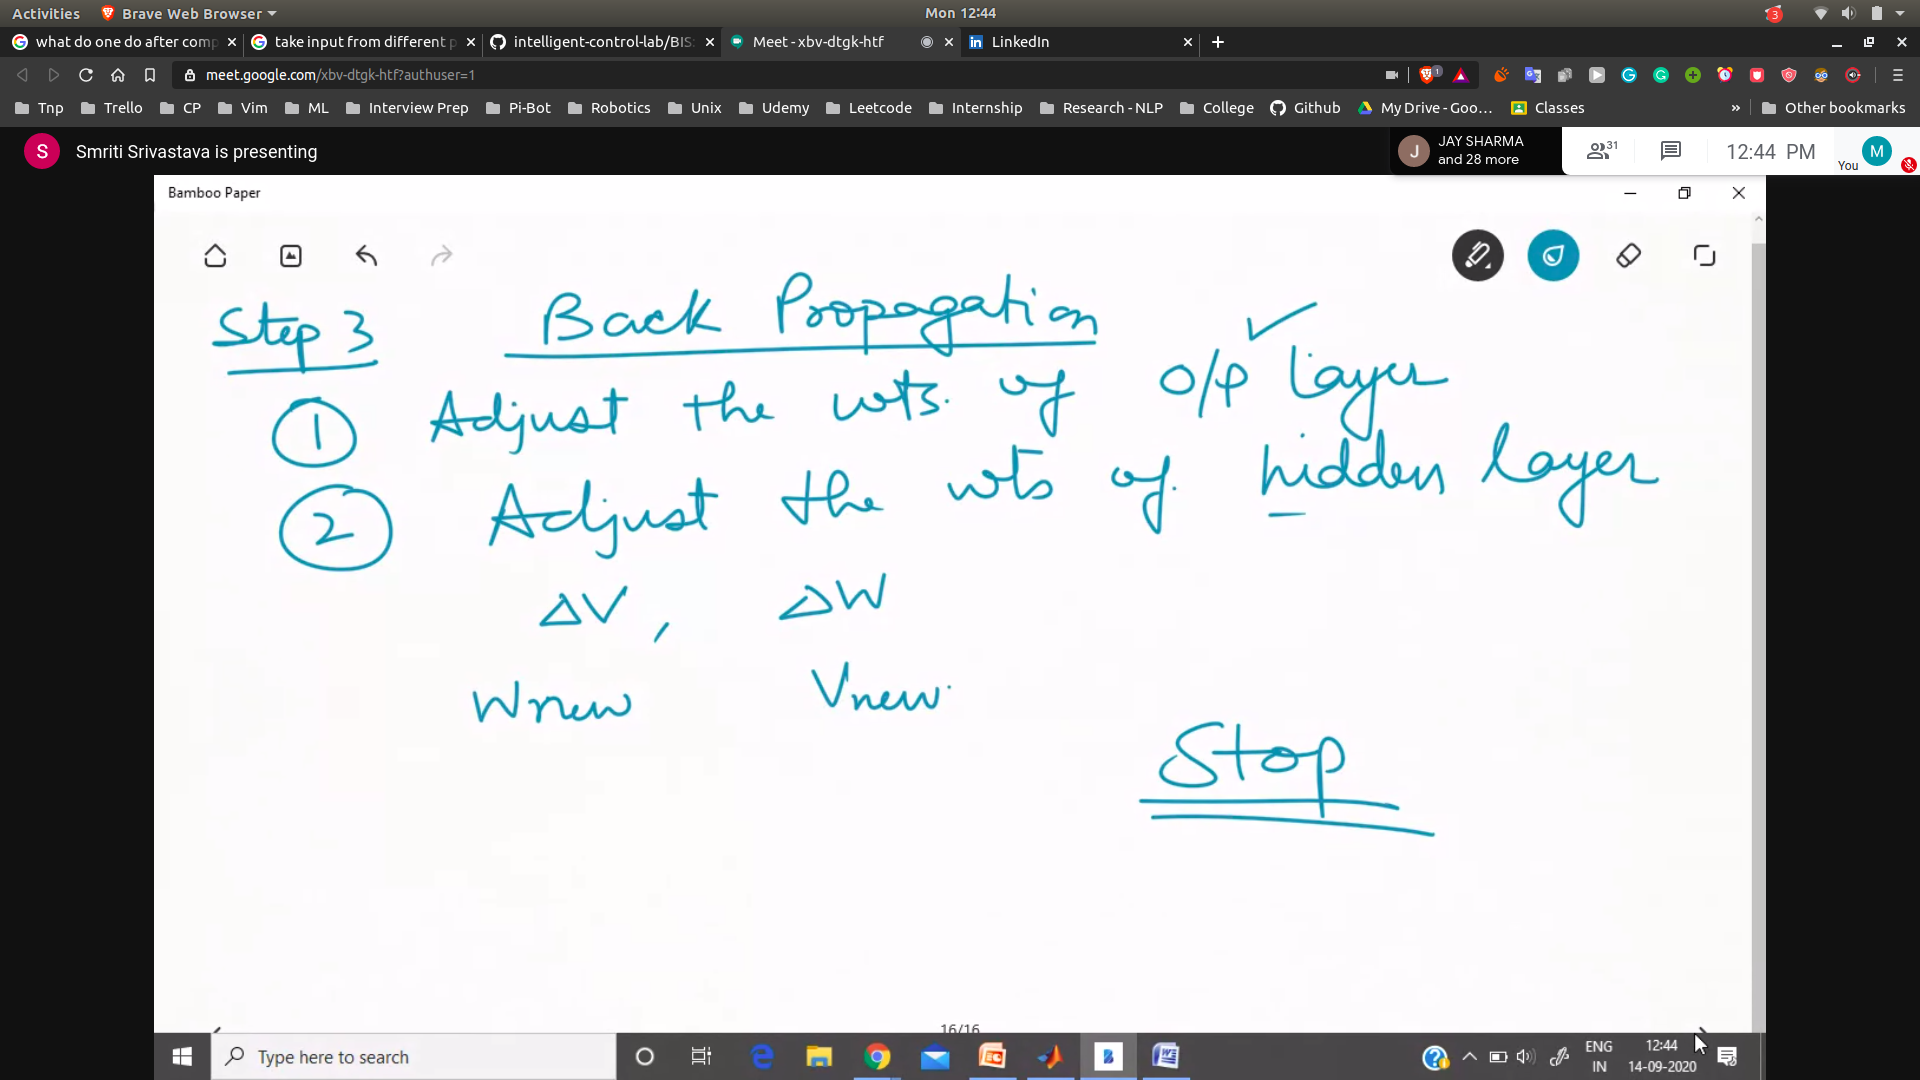 Activities Brave Web Browser Mon 12:44 3
what do one do after comp take input from different p intelligent-control-lab/BIS Meet - xbv-dtgk-htf LinkedIn
meet.google.com/xbv-dtgk-htf?authuser=1 1
Tnp Trello CP Vim ML Interview Prep Pi-Bot Robotics Unix Udemy Leetcode Internship Research - NLP College Github My Drive - Goo... Classes » Other bookmarks
S Smriti Srivastava is presenting J JAY SHARMA and 28 more 31 12:44 PM You M
Bamboo Paper
Step 3 Back Propagation
1 Adjust the wts. of o/p layer
2 Adjust the wts of hidden layer
ΔV, ΔW
Wnew Vnew
Stop
16/16
Type here to search B ENG IN 12:44 14-09-2020